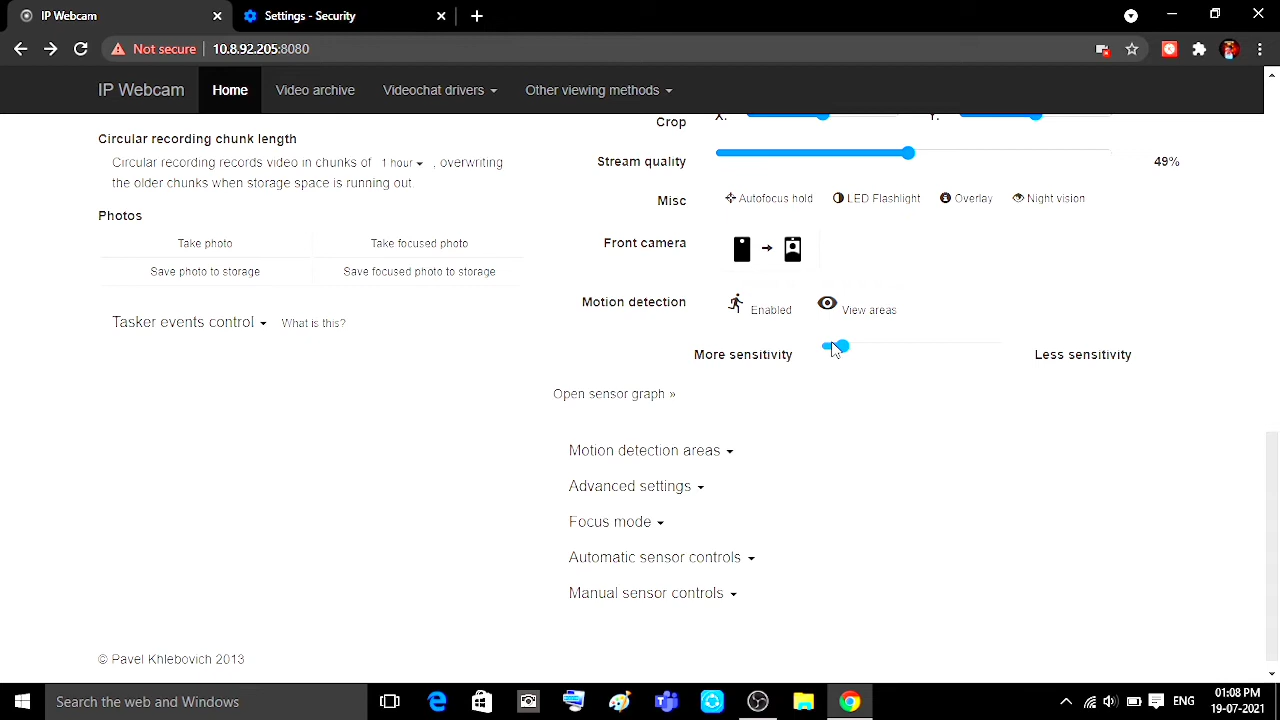 IP Webcam
Settings - Security
Not secure 10.8.92.205:8080
IP Webcam Home Video archive Videochat drivers Other viewing methods
Circular recording chunk length
Circular recording records video in chunks of 1 hour , overwriting
the older chunks when storage space is running out
Photos
Take photo Take focused photo
Save photo to storage Save focused photo to storage
Tasker events control What is this?
Crop X: Y:
Stream quality 49%
Misc Autofocus hold LED Flashlight Overlay Night vision
Front camera
Motion detection Enabled View areas
More sensitivity Less sensitivity
Open sensor graph »
Motion detection areas
Advanced settings
Focus mode
Automatic sensor controls
Manual sensor controls
© Pavel Khlebovich 2013
Search the web and Windows
ENG
01:08 PM
19-07-2021